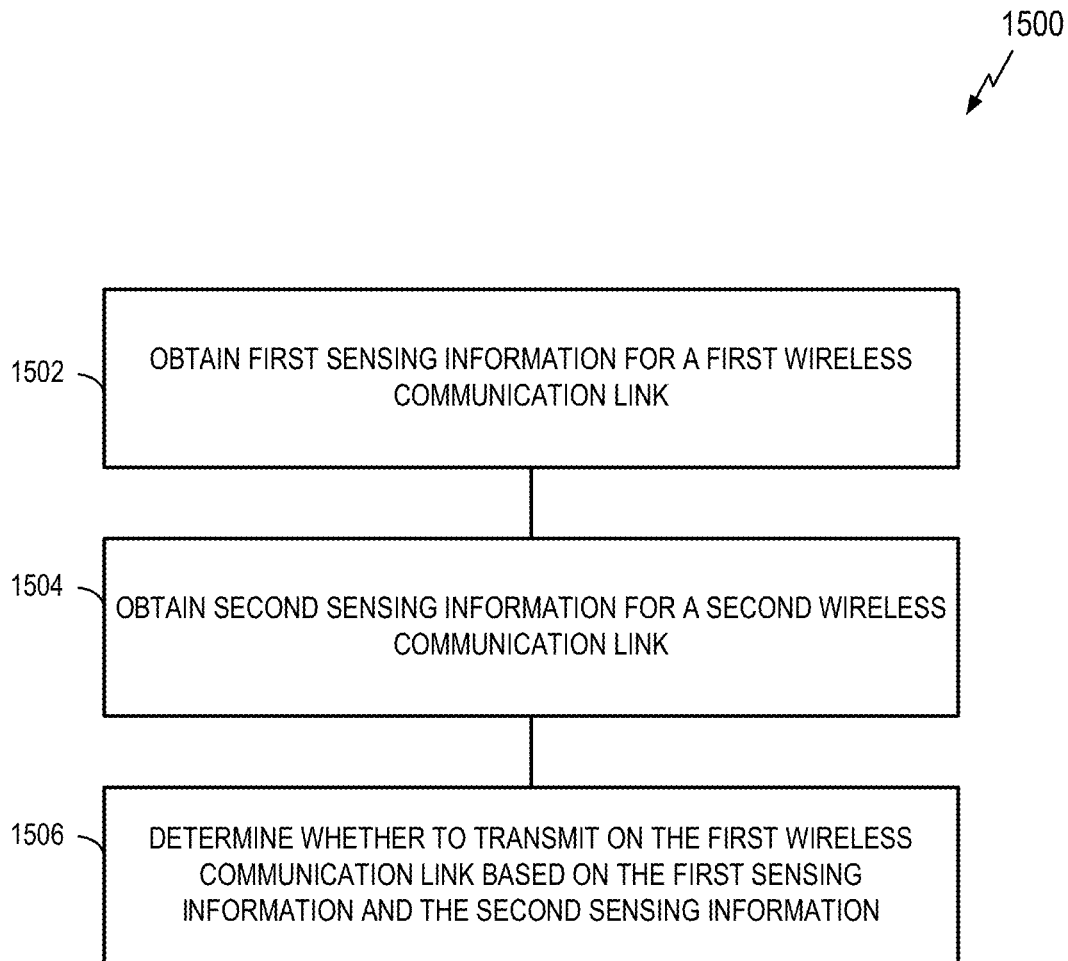 1500
1502
OBTAIN FIRST SENSING INFORMATION FOR A FIRST WIRELESS
COMMUNICATION LINK
1504
OBTAIN SECOND SENSING INFORMATION FOR A SECOND WIRELESS
COMMUNICATION LINK
1506
DETERMINE WHETHER TO TRANSMIT ON THE FIRST WIRELESS
COMMUNICATION LINK BASED ON THE FIRST SENSING
INFORMATION AND THE SECOND SENSING INFORMATION